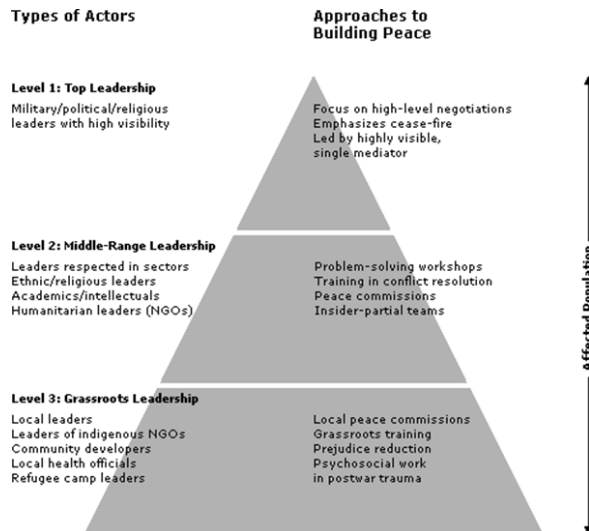 Types of Actors
Approaches to
Building Peace
Level 1: Top Leadership
Military/political/religious
leaders with high visibility
Focus on high-level negotiations
Emphasizes cease-fire
Led by highly visible,
single mediator
Level 2: Middle-Range Leadership
Leaders respected in sectors
Ethnic/religious leaders
Academics/intellectuals
Humanitarian leaders (NGOs)
Problem-solving workshops
Training in conflict resolution
Peace commissions
Insider-partial teams
Level 3: Grassroots Leadership
Local leaders
Leaders of indigenous NGOs
Community developers
Local health officials
Refugee camp leaders
Local peace commissions
Grassroots training
Prejudice reduction
Psychosocial work
in postwar trauma
Affected Population